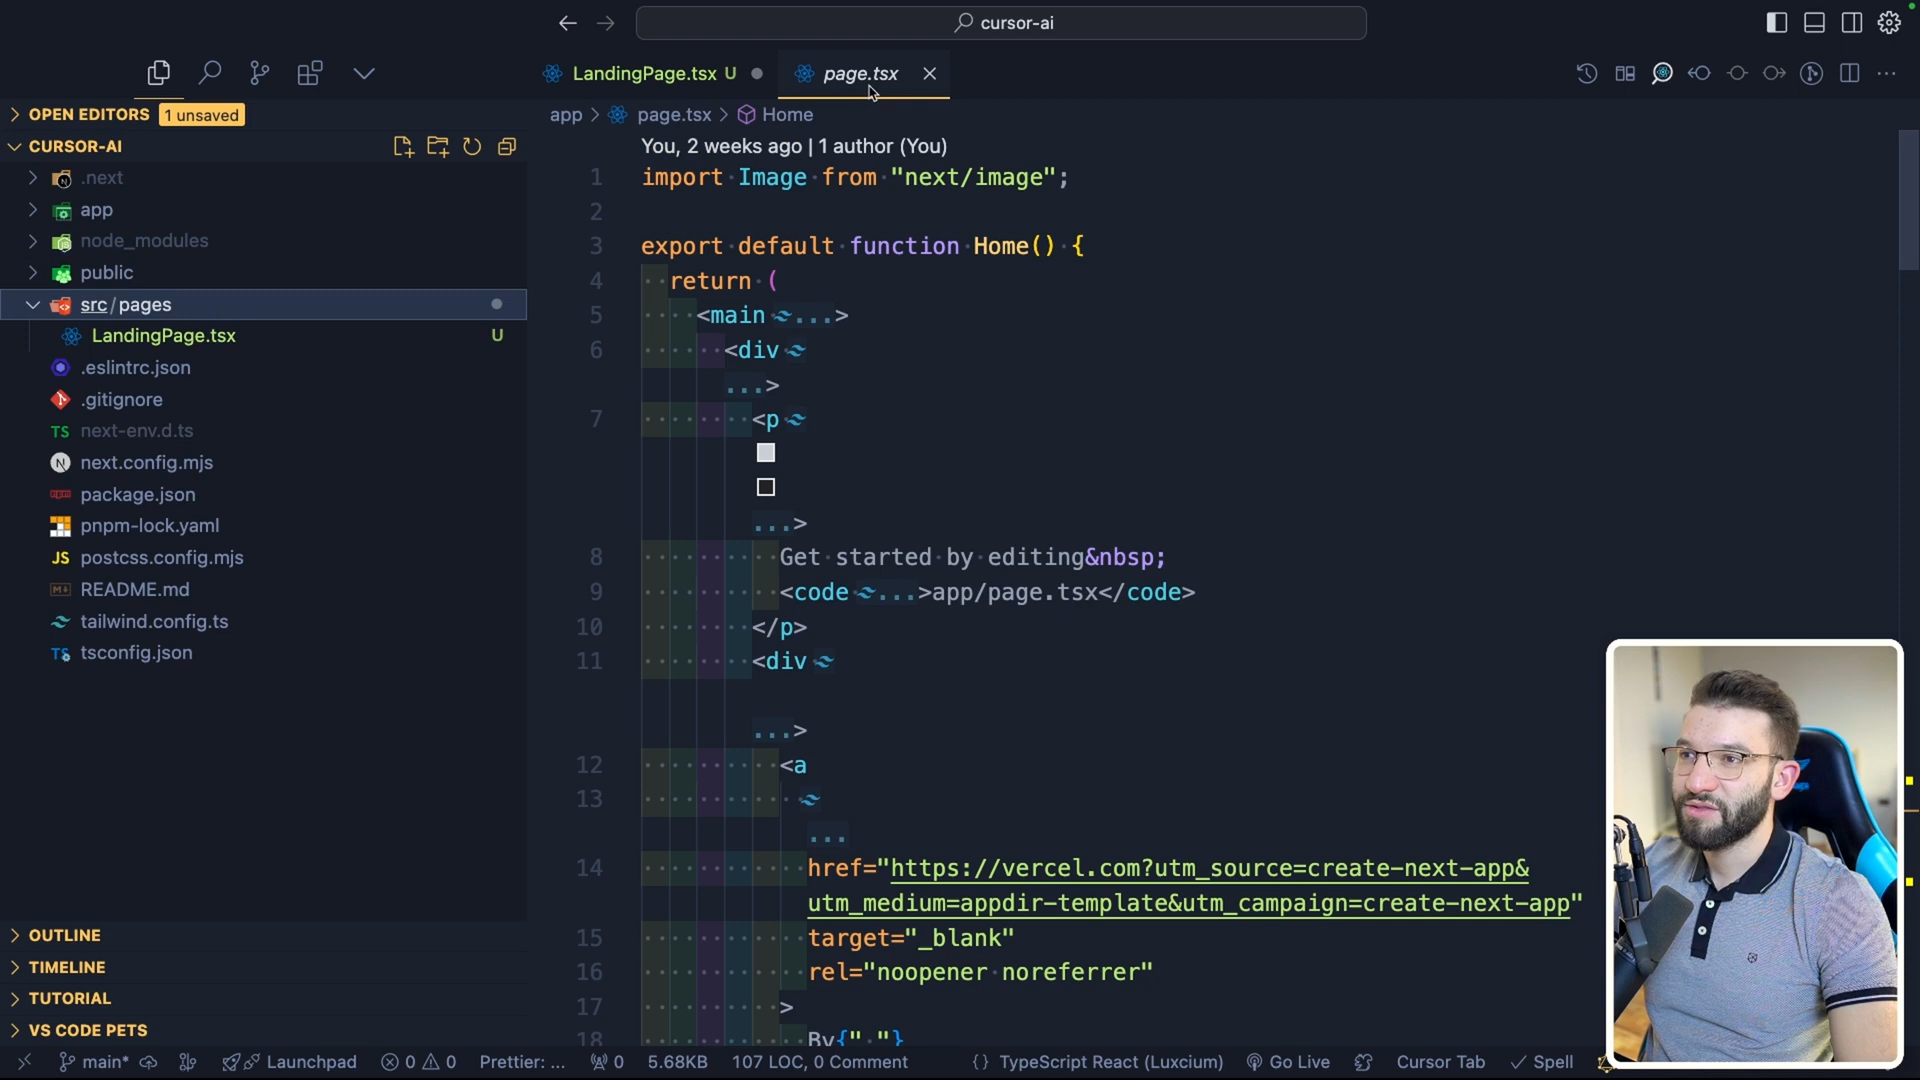 cursor-ai
LandingPage.tsx U
page.tsx
OPEN EDITORS 1 unsaved
app > page.tsx > Home
CURSOR-AI
.next
app
node_modules
public
src/pages
LandingPage.tsx U
.eslintrc.json
.gitignore
TS next-env.d.ts
N next.config.mjs
package.json
pnpm-lock.yaml
JS postcss.config.mjs
README.md
tailwind.config.ts
TS tsconfig.json
OUTLINE
TIMELINE
TUTORIAL
VS CODE PETS
You, 2 weeks ago | 1 author (You)
1 import Image from "next/image";
2
3 export default function Home() {
4 return (
5 <main ...>
6 <div
...>
7 <p
...>
8 Get started by editing&nbsp;
9 <code ...>app/page.tsx</code>
10 </p>
11 <div
...>
12 <a
13
...
14 href="https://vercel.com?utm_source=create-next-app&
utm_medium=appdir-template&utm_campaign=create-next-app"
15 target="_blank"
16 rel="noopener noreferrer"
17 >
18 By{" "}
main* Launchpad 0 0 Prettier: ... 0 5.68KB 107 LOC, 0 Comment {} TypeScript React (Luxcium) Go Live Cursor Tab Spell